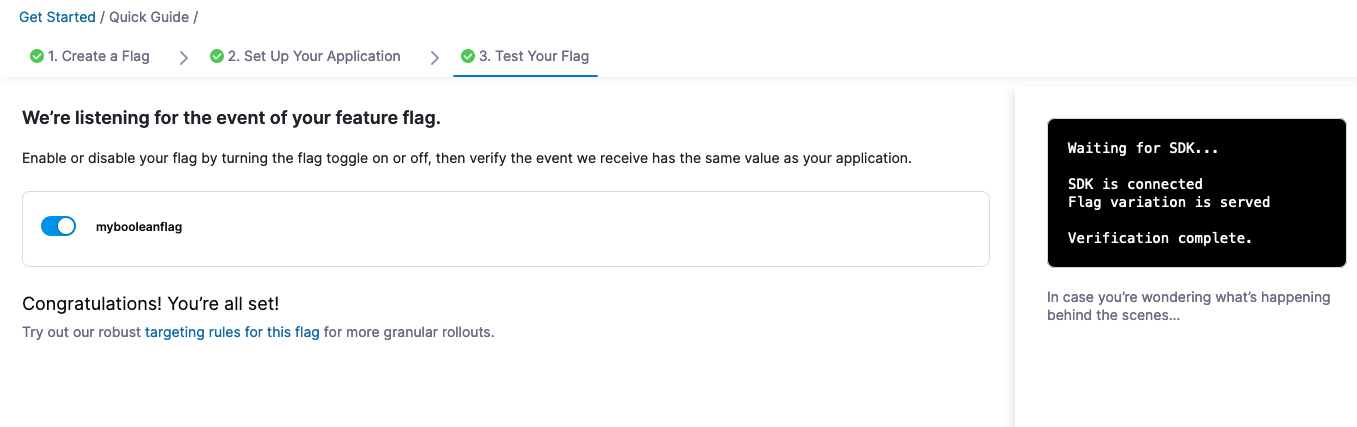 Get Started / Quick Guide /
1. Create a Flag
2. Set Up Your Application
3. Test Your Flag
We’re listening for the event of your feature flag.
Enable or disable your flag by turning the flag toggle on or off, then verify the event we receive has the same value as your application.
mybooleanflag
Congratulations! You’re all set!
Try out our robust targeting rules for this flag for more granular rollouts.
Waiting for SDK...
SDK is connected
Flag variation is served
Verification complete.
In case you’re wondering what’s happening
behind the scenes...